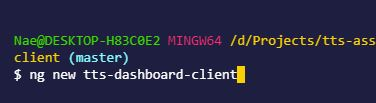 Nae@DESKTOP-H83C0E2 MINGW64 /d/Projects/tts-ass
client (master)
$ ng new tts-dashboard-client